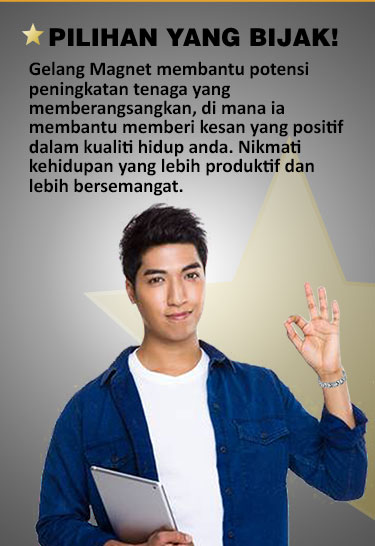 PILIHAN YANG BIJAK!
Gelang Magnet membantu potensi
peningkatan tenaga yang
memberangsangkan, di mana ia
membantu memberi kesan yang positif
dalam kualiti hidup anda. Nikmati
kehidupan yang lebih produktif dan
lebih bersemangat.